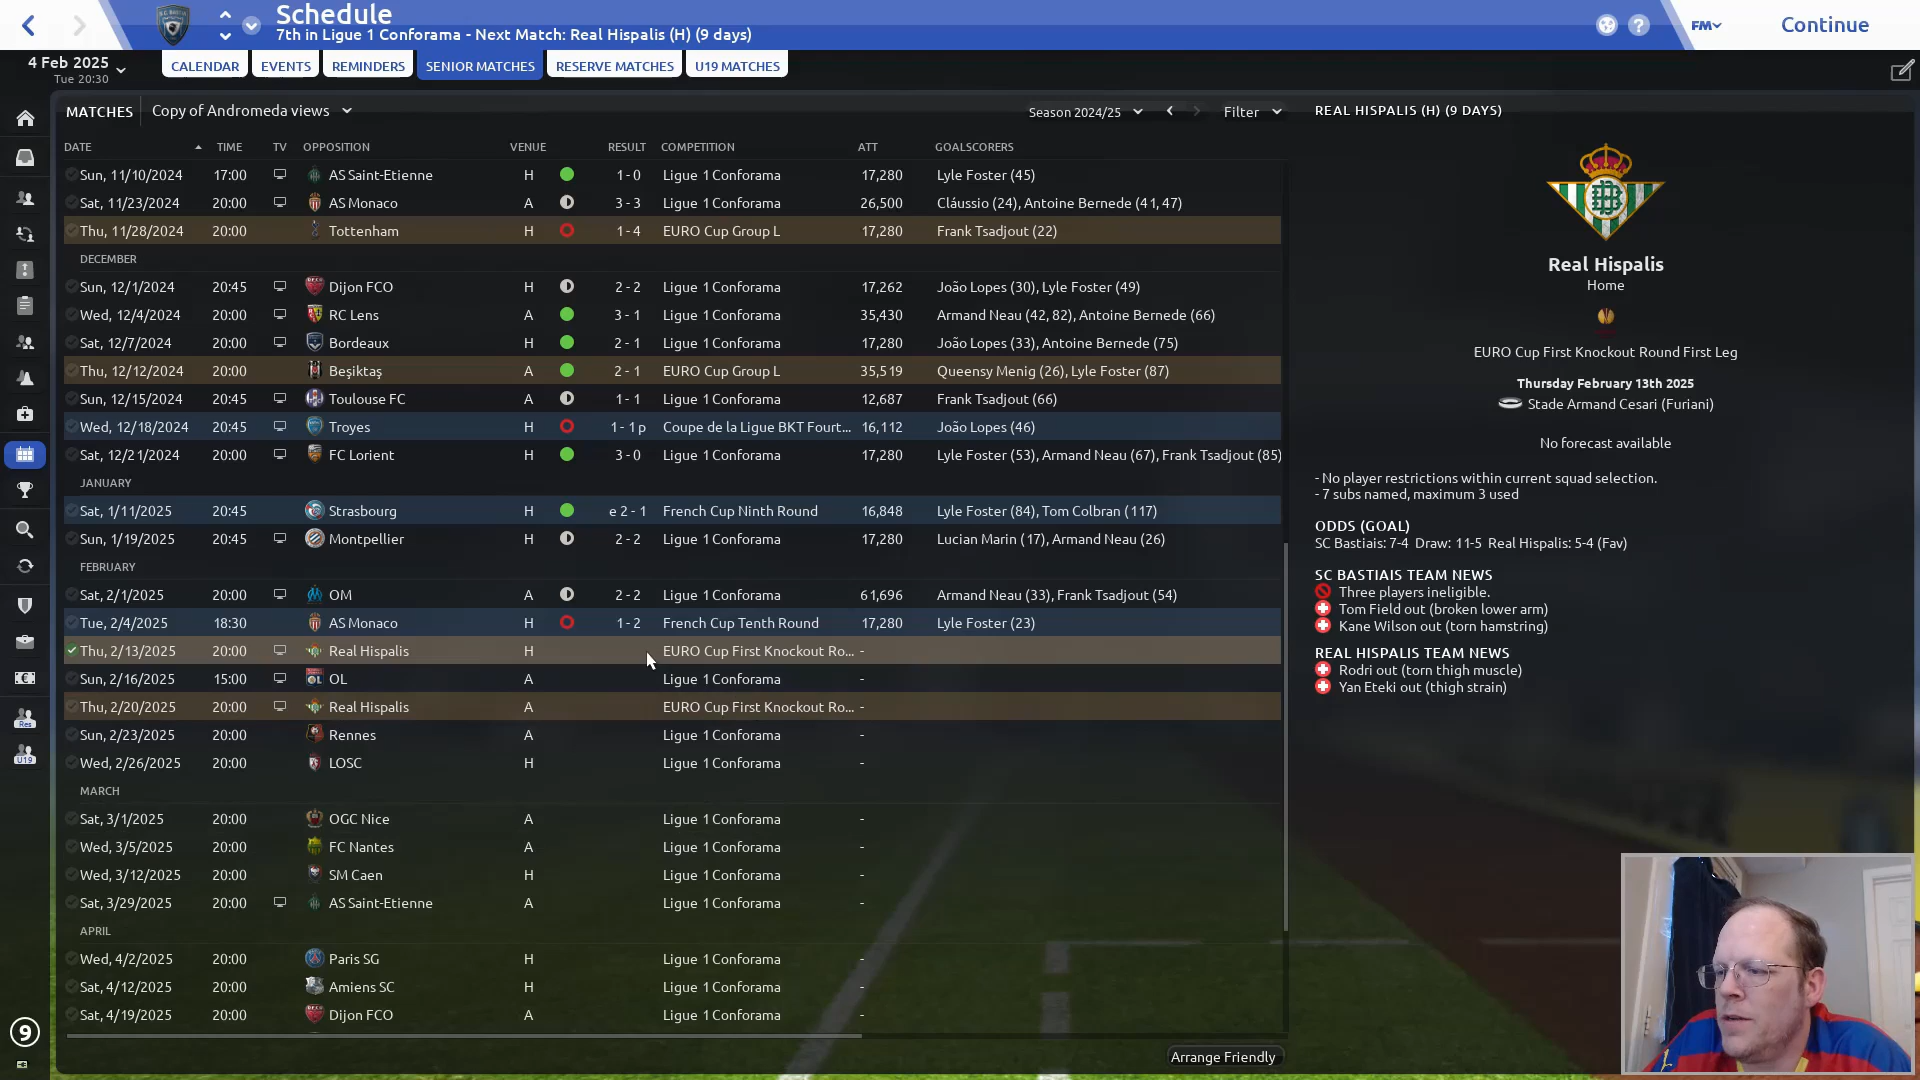 Schedule
7th in Ligue 1 Conforama - Next Match: Real Hispalis (H) (9 days)
FM
Continue
4 Feb 2025
Tue 20:30
CALENDAR EVENTS REMINDERS SENIOR MATCHES RESERVE MATCHES U19 MATCHES
MATCHES Copy of Andromeda views Season 2024/25 Filter
DATE TIME TV OPPOSITION VENUE RESULT COMPETITION ATT GOALSCORERS
Sun, 11/10/2024 17:00 AS Saint-Etienne H 1 - 0 Ligue 1 Conforama 17,280 Lyle Foster (45)
Sat, 11/23/2024 20:00 AS Monaco A 3 - 3 Ligue 1 Conforama 26,500 Cláussio (24), Antoine Bernede (41, 47)
Thu, 11/28/2024 20:00 Tottenham H 1 - 4 EURO Cup Group L 17,280 Frank Tsadjout (22)
DECEMBER
Sun, 12/1/2024 20:45 Dijon FCO H 2 - 2 Ligue 1 Conforama 17,262 João Lopes (30), Lyle Foster (49)
Wed, 12/4/2024 20:00 RC Lens A 3 - 1 Ligue 1 Conforama 35,430 Armand Neau (42, 82), Antoine Bernede (66)
Sat, 12/7/2024 20:00 Bordeaux H 2 - 1 Ligue 1 Conforama 17,280 João Lopes (33), Antoine Bernede (75)
Thu, 12/12/2024 20:00 Beşiktaş A 2 - 1 EURO Cup Group L 35,519 Queensy Menig (26), Lyle Foster (87)
Sun, 12/15/2024 20:45 Toulouse FC A 1 - 1 Ligue 1 Conforama 12,687 Frank Tsadjout (66)
Wed, 12/18/2024 20:45 Troyes H 1 - 1 p Coupe de la Ligue BKT Fourt... 16,112 João Lopes (46)
Sat, 12/21/2024 20:00 FC Lorient H 3 - 0 Ligue 1 Conforama 17,280 Lyle Foster (53), Armand Neau (67), Frank Tsadjout (85)
JANUARY
Sat, 1/11/2025 20:45 Strasbourg H e 2 - 1 French Cup Ninth Round 16,848 Lyle Foster (84), Tom Colbran (117)
Sun, 1/19/2025 20:45 Montpellier H 2 - 2 Ligue 1 Conforama 17,280 Lucian Marin (17), Armand Neau (26)
FEBRUARY
Sat, 2/1/2025 20:00 OM A 2 - 2 Ligue 1 Conforama 61,696 Armand Neau (33), Frank Tsadjout (54)
Tue, 2/4/2025 18:30 AS Monaco H 1 - 2 French Cup Tenth Round 17,280 Lyle Foster (23)
Thu, 2/13/2025 20:00 Real Hispalis H EURO Cup First Knockout Ro... -
Sun, 2/16/2025 15:00 OL A Ligue 1 Conforama -
Thu, 2/20/2025 20:00 Real Hispalis A EURO Cup First Knockout Ro... -
Sun, 2/23/2025 20:00 Rennes A Ligue 1 Conforama -
Wed, 2/26/2025 20:00 LOSC H Ligue 1 Conforama -
MARCH
Sat, 3/1/2025 20:00 OGC Nice A Ligue 1 Conforama -
Wed, 3/5/2025 20:00 FC Nantes A Ligue 1 Conforama -
Wed, 3/12/2025 20:00 SM Caen H Ligue 1 Conforama -
Sat, 3/29/2025 20:00 AS Saint-Etienne A Ligue 1 Conforama -
APRIL
Wed, 4/2/2025 20:00 Paris SG H Ligue 1 Conforama -
Sat, 4/12/2025 20:00 Amiens SC H Ligue 1 Conforama -
Sat, 4/19/2025 20:00 Dijon FCO A Ligue 1 Conforama -
Arrange Friendly
Res
U19
9
REAL HISPALIS (H) (9 DAYS)
Real Hispalis
Home
EURO Cup First Knockout Round First Leg
Thursday February 13th 2025
Stade Armand Cesari (Furiani)
No forecast available
- No player restrictions within current squad selection.
- 7 subs named, maximum 3 used
ODDS (GOAL)
SC Bastiais: 7-4 Draw: 11-5 Real Hispalis: 5-4 (Fav)
SC BASTIAIS TEAM NEWS
Three players ineligible.
Tom Field out (broken lower arm)
Kane Wilson out (torn hamstring)
REAL HISPALIS TEAM NEWS
Rodri out (torn thigh muscle)
Yan Eteki out (thigh strain)